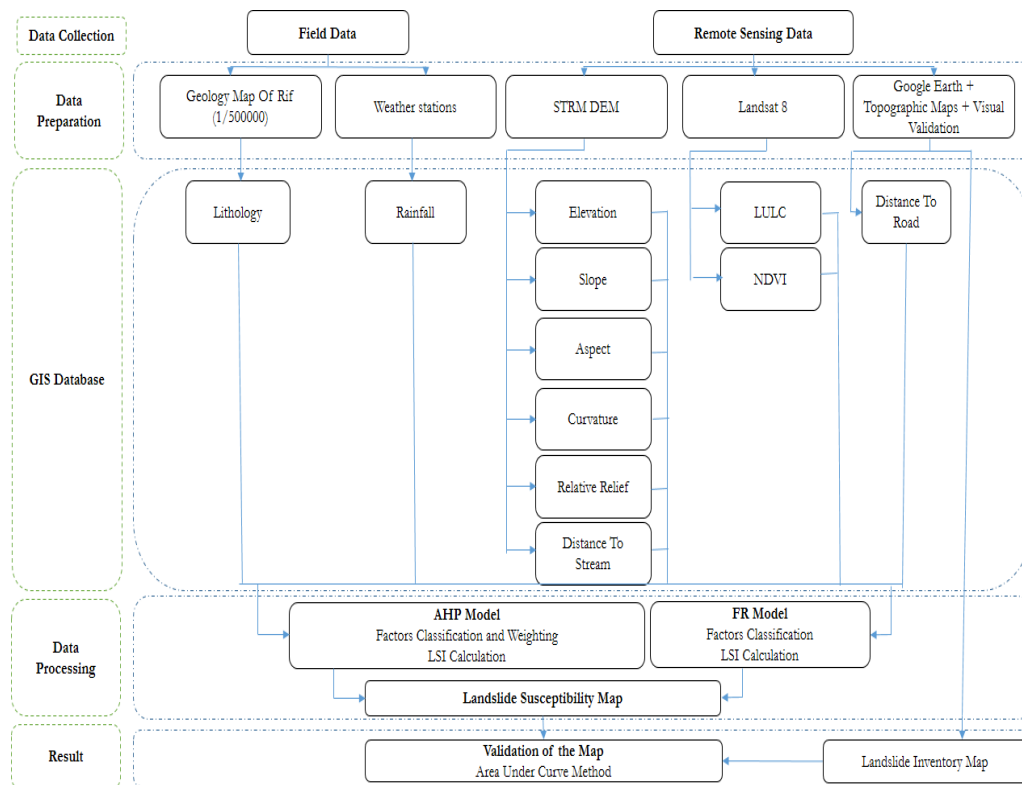 Data Collection
Field Data
Remote Sensing Data
Data
Preparation
Geology Map Of Rif
(1/500000)
Weather stations
STRM DEM
Landsat 8
Google Earth +
Topographic Maps + Visual
Validation
GIS Database
Lithology
Rainfall
Elevation
LULC
Distance To
Road
Slope
NDVI
Aspect
Curvature
Relative Relief
Distance To
Stream
Data
Processing
AHP Model
Factors Classification and Weighting
LSI Calculation
FR Model
Factors Classification
LSI Calculation
Landslide Susceptibility Map
Result
Validation of the Map
Area Under Curve Method
Landslide Inventory Map